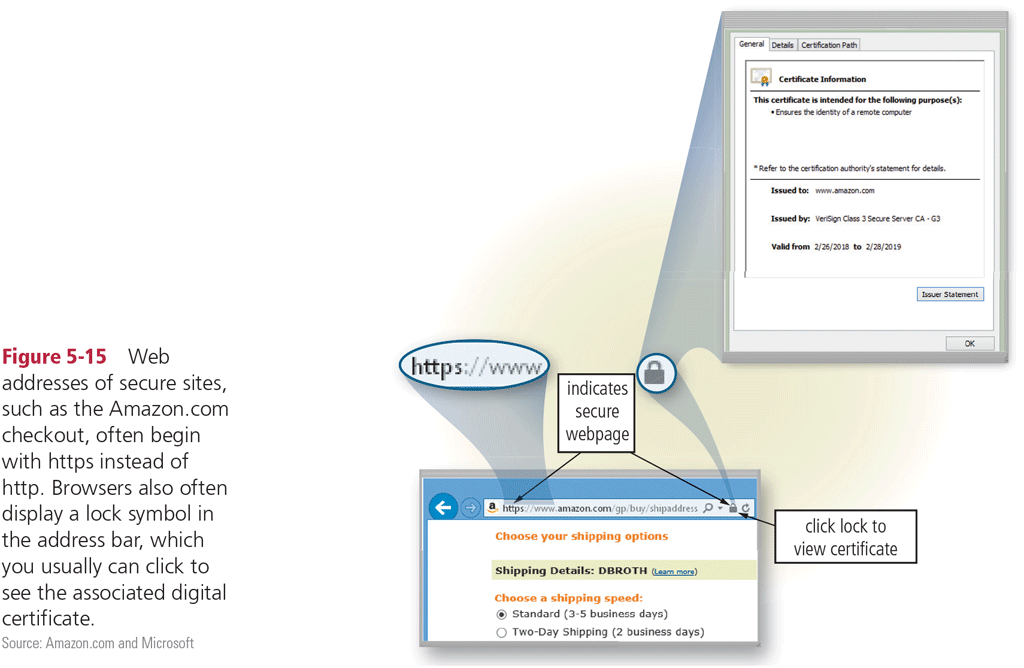 General Details Certification Path
Certificate Information
This certificate is intended for the following purpose(s):
• Ensures the identity of a remote computer
* Refer to the certification authority's statement for details.
Issued to: www.amazon.com
Issued by: VeriSign Class 3 Secure Server CA - G3
Valid from 2/26/2018 to 2/28/2019
Issuer Statement
OK
Figure 5-15 Web
addresses of secure sites,
such as the Amazon.com
checkout, often begin
with https instead of
http. Browsers also often
display a lock symbol in
the address bar, which
you usually can click to
see the associated digital
certificate.
Source: Amazon.com and Microsoft
https://www
indicates
secure
webpage
a https://www.amazon.com/gp/buy/shipaddress
click lock to
view certificate
Choose your shipping options
Shipping Details: DBROTH (Learn more)
Choose a shipping speed:
Standard (3-5 business days)
Two-Day Shipping (2 business days)